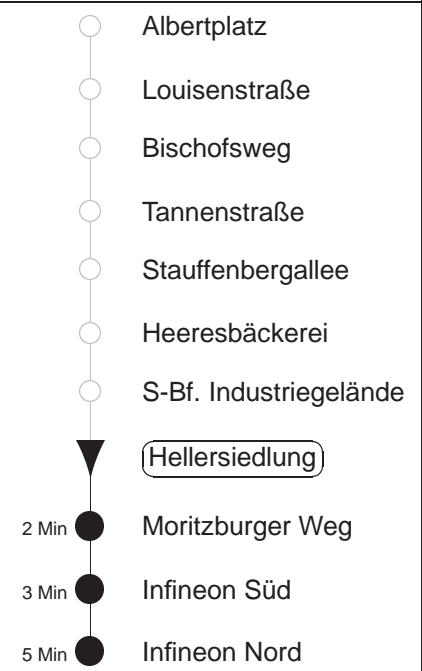 Albertplatz
Louisenstraße
Bischofsweg
Tannenstraße
Stauffenbergallee
Heeresbäckerei
S-Bf. Industriegelände
Hellersiedlung
2 Min Moritzburger Weg
3 Min Infineon Süd
5 Min Infineon Nord